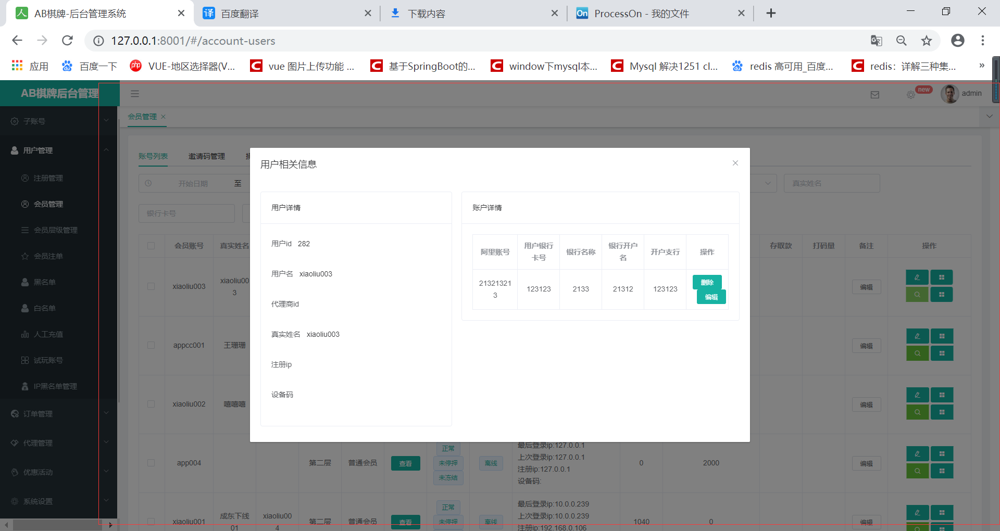 AB棋牌-后台管理系统
百度翻译
下载内容
ProcessOn - 我的文件
127.0.0.1:8001/#/account-users
应用
百度一下
VUE-地区选择器(V...
vue 图片上传功能 ...
基于SpringBoot的...
window下mysql本...
Mysql 解决1251 cl...
redis 高可用_百度...
redis：详解三种集...
»
AB棋牌后台管理
new
admin
子账号
会员管理
用户管理
注册管理
会员管理
会员层级管理
会员注单
黑名单
白名单
人工充值
试玩账号
IP黑名单管理
订单管理
代理管理
优惠活动
系统设置
账号列表 邀请码管理
开始日期 至
真实姓名
银行卡号
会员账号 真实姓名 存取款 打码量 备注 操作
xiaoliu003 xiaoliu00
3 编辑
appcc001 王珊珊 编辑
xiaoliu002 嘻嘻嘻 编辑
用户相关信息
用户详情
用户id 282
用户名 xiaoliu003
代理商id
真实姓名 xiaoliu003
注册ip
设备码
账户详情
阿里账号 用户银行
卡号 银行名称 银行开户
名 开户支行 操作
21321321
3 123123 2133 21312 123123 删除
编辑
app004 第二层 普通会员 查看 正常
未停押
未冻结
离线
最后登录ip:127.0.0.1
上次登录ip:127.0.0.1
注册ip:127.0.0.1
设备码:
0 2000 编辑
xiaoliu001 成东下线
01 xiaoliu00
4 第二层 普通会员 查看 正常
未停押
离线
最后登录ip:10.0.0.239
上次登录ip:10.0.0.239
注册ip:192.168.0.106
1040 0 编辑